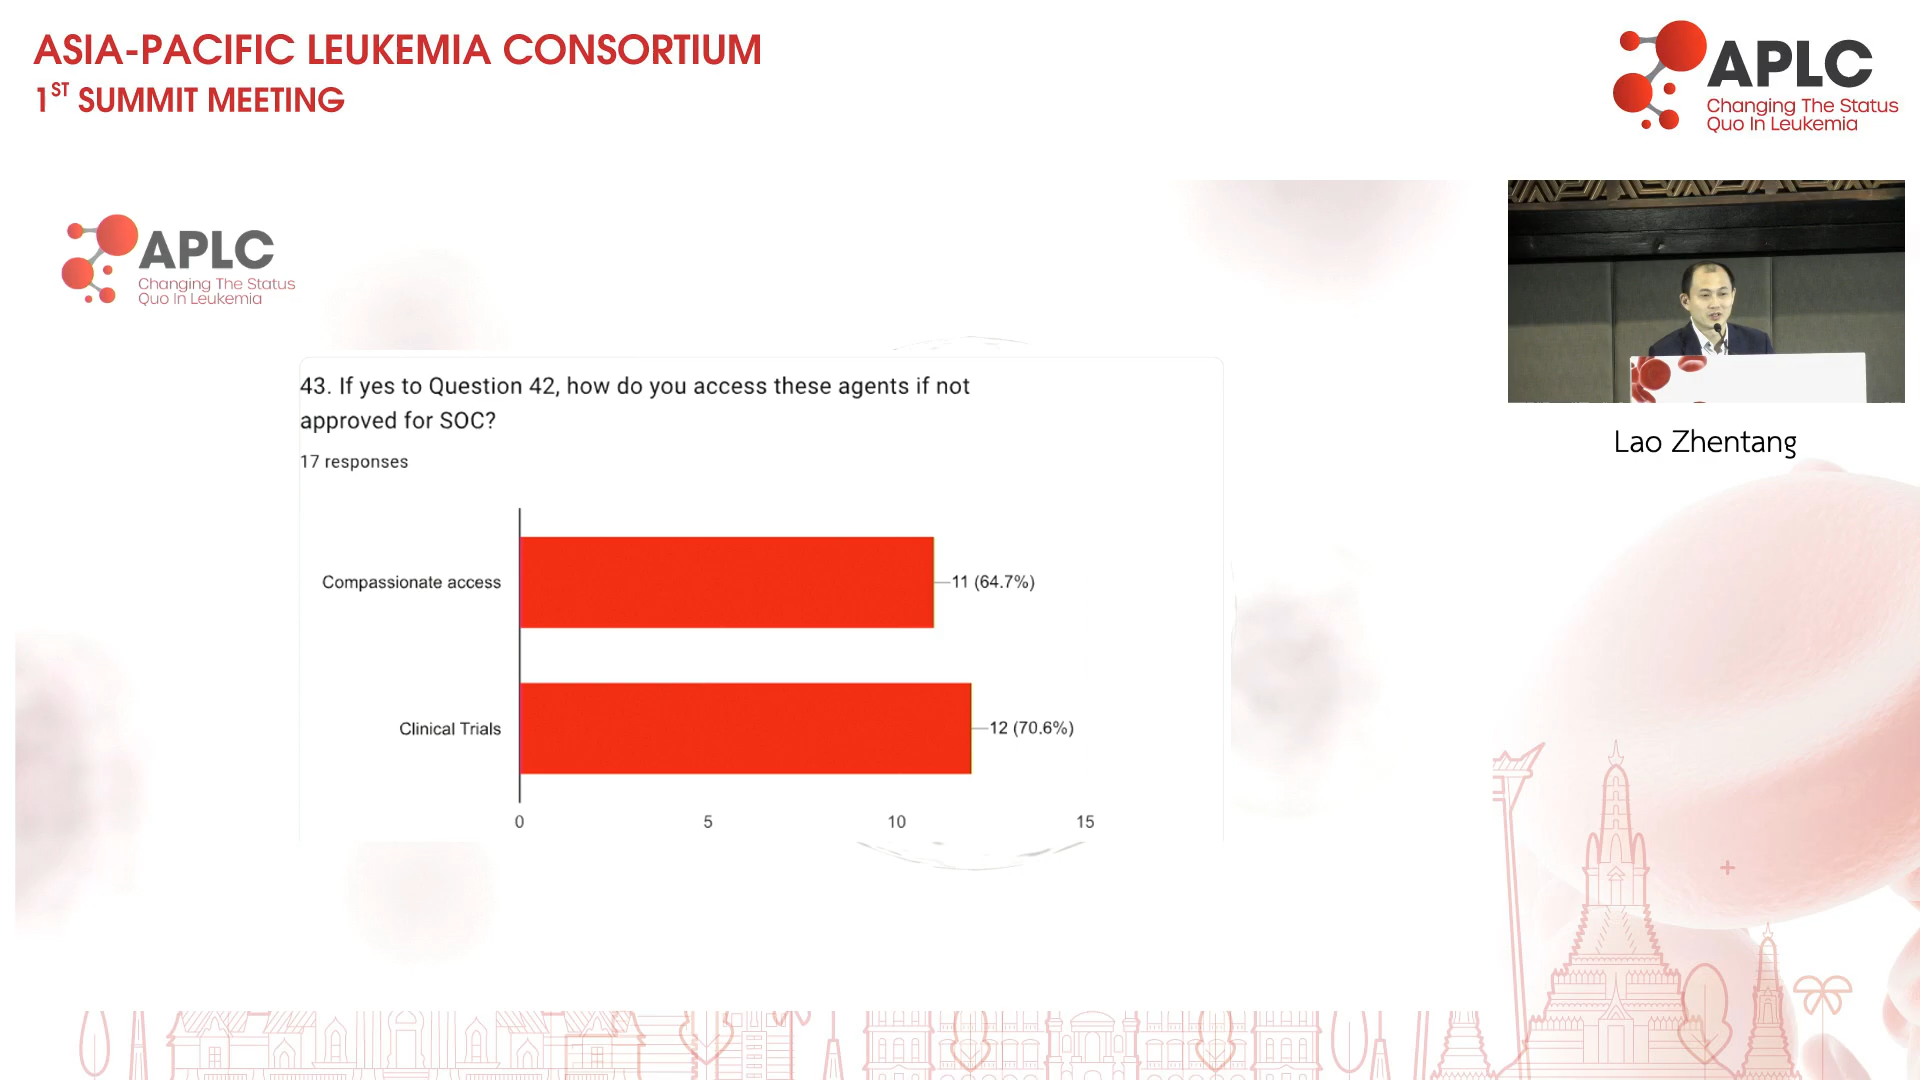 ASIA-PACIFIC LEUKEMIA CONSORTIUM
1ST SUMMIT MEETING
APLC
Changing The Status
Quo In Leukemia
APLC
Changing The Status
Quo In Leukemia
43. If yes to Question 42, how do you access these agents if not
approved for SOC?
17 responses
Compassionate access
11 (64.7%)
Clinical Trials
12 (70.6%)
0 5 10 15
Lao Zhentang